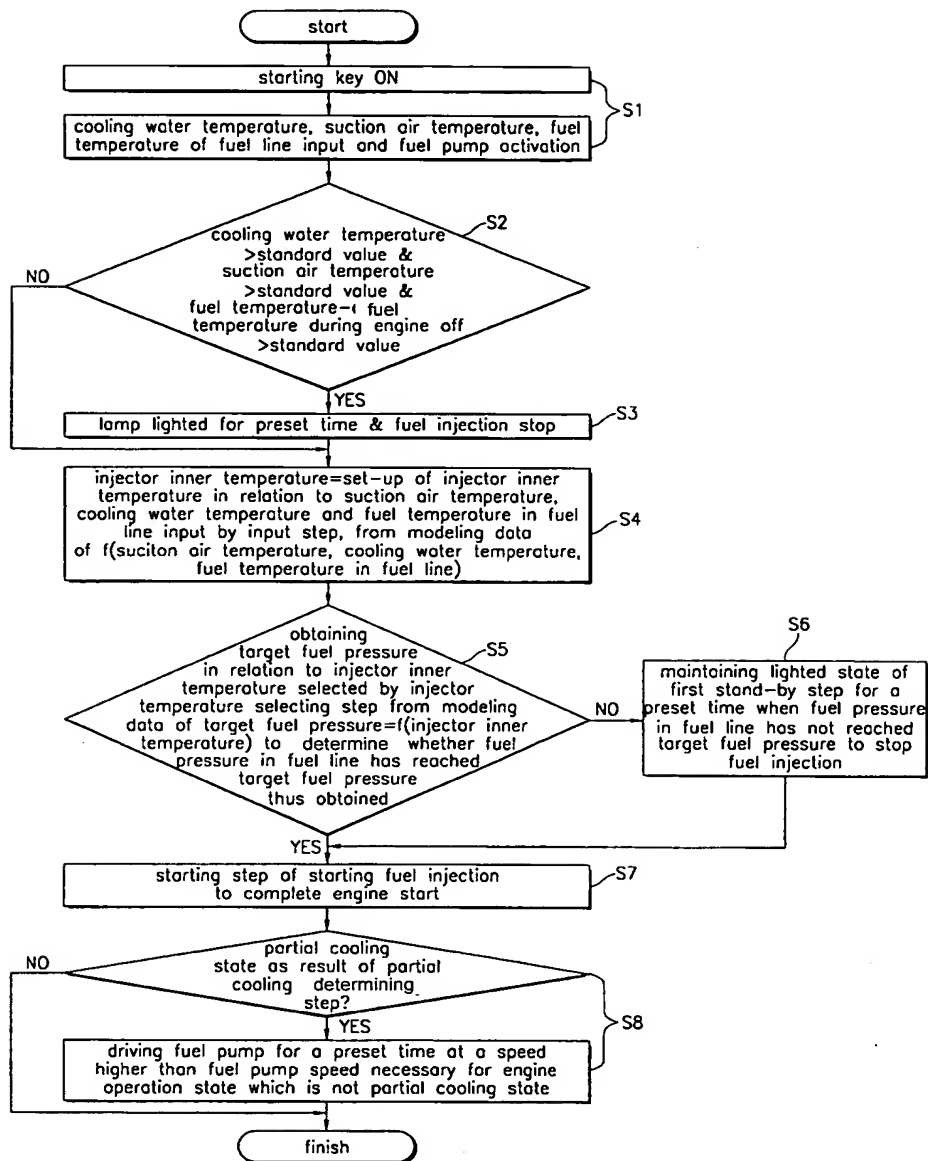 start
starting key ON
S1
cooling water temperature, suction air temperature, fuel
temperature of fuel line input and fuel pump activation
S2
cooling water temperature
>standard value &
suction air temperature
>standard value &
fuel temperature- fuel
temperature during engine off
>standard value
NO
YES
S3
lamp lighted for preset time & fuel injection stop
injector inner temperature=set-up of injector inner
temperature in relation to suction air temperature,
cooling water temperature and fuel temperature in fuel
line input by input step, from modeling data
of f(suciton air temperature, cooling water temperature,
fuel temperature in fuel line)
S4
obtaining
target fuel pressure
in relation to injector inner
temperature selected by injector
temperature selecting step from modeling
data of target fuel pressure=f(injector inner
temperature) to determine whether fuel
pressure in fuel line has reached
target fuel pressure
thus obtained
S5
NO
S6
maintaining lighted state of
first stand-by step for a
preset time when fuel pressure
in fuel line has not reached
target fuel pressure to stop
fuel injection
YES
starting step of starting fuel injection
to complete engine start
S7
partial cooling
state as result of partial
cooling determining
step?
NO
YES
S8
driving fuel pump for a preset time at a speed
higher than fuel pump speed necessary for engine
operation state which is not partial cooling state
finish